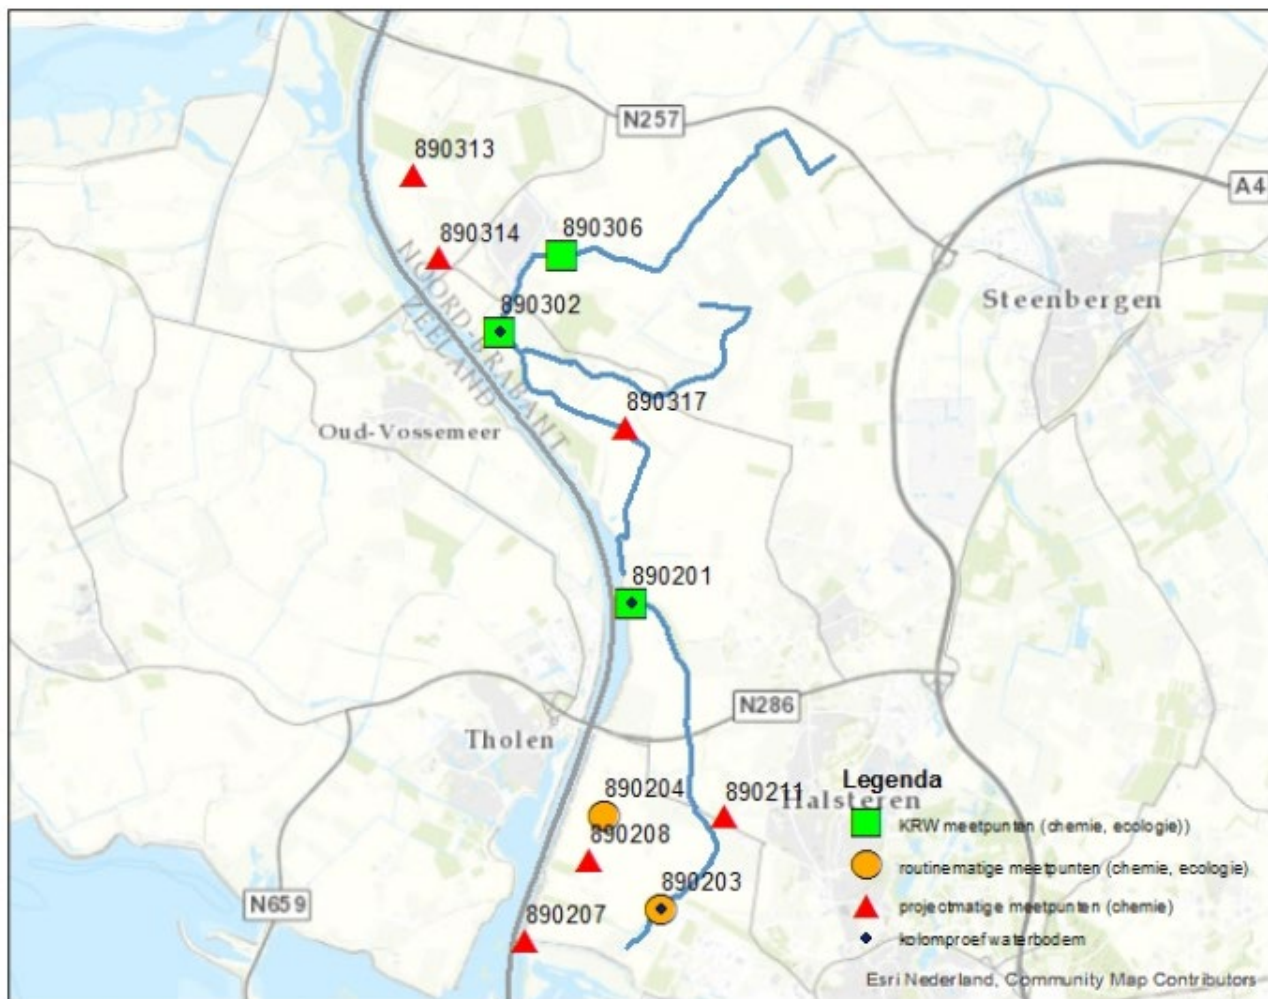 N257
890313
A4
890306
890314
890302
Steenbergen
NOORD-BRABANT
ZEELAND
890317
Oud-Vossemeer
890201
N286
Tholen
Legenda
890204
890211
Halsteren
KRW meetpunten (chemie, ecologie))
890208
routinematige meetpunten (chemie, ecologie)
890203
N659
projectmatige meetpunten (chemie)
890207
kolomproef waterbodem
Esri Nederland, Community Map Contributors